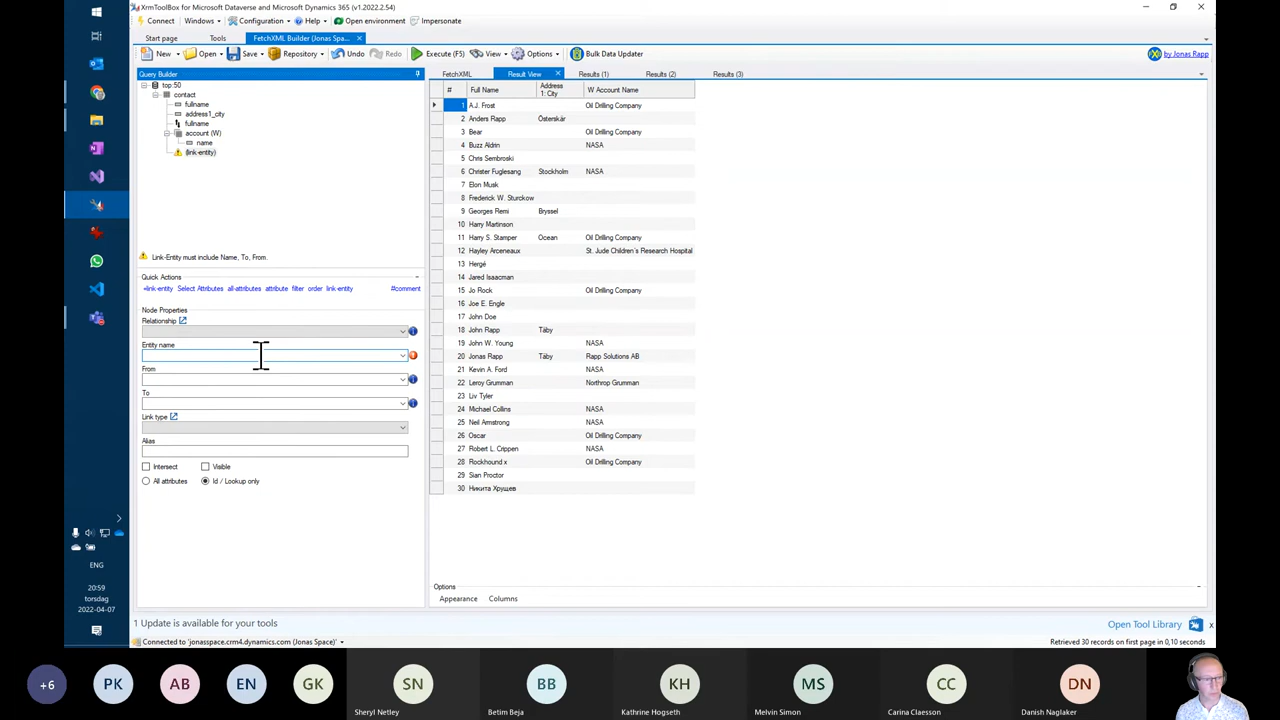 XrmToolBox for Microsoft Dataverse and Microsoft Dynamics 365 (v1.2022.2.54)
Connect Windows Configuration Help Open environment Impersonate
Start page Tools FetchXML Builder (Jonas Spa... ×
New Open Save Repository Undo Redo Execute (F5) View Options Bulk Data Updater by Jonas Rapp
Query Builder
top:50
contact
fullname
address1_city
fullname
account (W)
name
(link-entity)
Link-Entity must include Name, To, From.
Quick Actions
+link-entity Select Attributes all-attributes attribute filter order link-entity #comment
Node Properties
Relationship
Entity name
From
To
Link type
Alias
Intersect Visible
All attributes Id / Lookup only
FetchXML Result View × Results (1) Results (2) Results (3)
# Full Name Address 1: City W Account Name
1 A.J. Frost Oil Drilling Company
2 Anders Rapp Österskär
3 Bear Oil Drilling Company
4 Buzz Aldrin NASA
5 Chris Sembroski
6 Christer Fuglesang Stockholm NASA
7 Elon Musk
8 Frederick W. Sturckow
9 Georges Remi Bryssel
10 Harry Martinson
11 Harry S. Stamper Ocean Oil Drilling Company
12 Hayley Arceneaux St. Jude Children's Research Hospital
13 Hergé
14 Jared Isaacman
15 Jo Rock Oil Drilling Company
16 Joe E. Engle
17 John Doe
18 John Rapp Täby
19 John W. Young NASA
20 Jonas Rapp Täby Rapp Solutions AB
21 Kevin A. Ford NASA
22 Leroy Grumman Northrop Grumman
23 Liv Tyler
24 Michael Collins NASA
25 Neil Armstrong NASA
26 Oscar Oil Drilling Company
27 Robert L. Crippen NASA
28 Rockhound x Oil Drilling Company
29 Sian Proctor
30 Никита Хрущев
Options
Appearance Columns
1 Update is available for your tools Open Tool Library x
Connected to 'jonasspace.crm4.dynamics.com (Jonas Space) Retrieved 30 records on first page in 0,10 seconds
ENG
20:59
torsdag
2022-04-07
+6 PK AB EN GK SN BB KH MS CC DN
Sheryl Netley Betim Beja Kathrine Hogseth Melvin Simon Carina Claesson Danish Naglaker